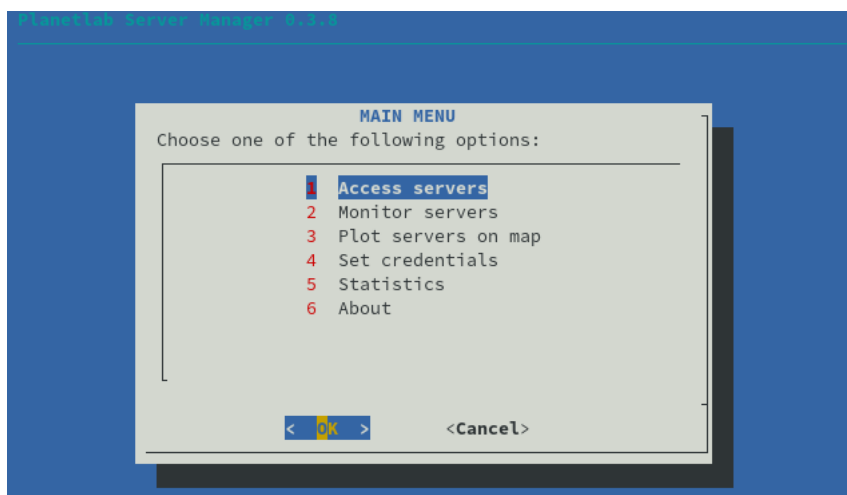 Planetlab Server Manager 0.3.8
MAIN MENU
Choose one of the following options:
1 Access servers
2 Monitor servers
3 Plot servers on map
4 Set credentials
5 Statistics
6 About
< OK > <Cancel>